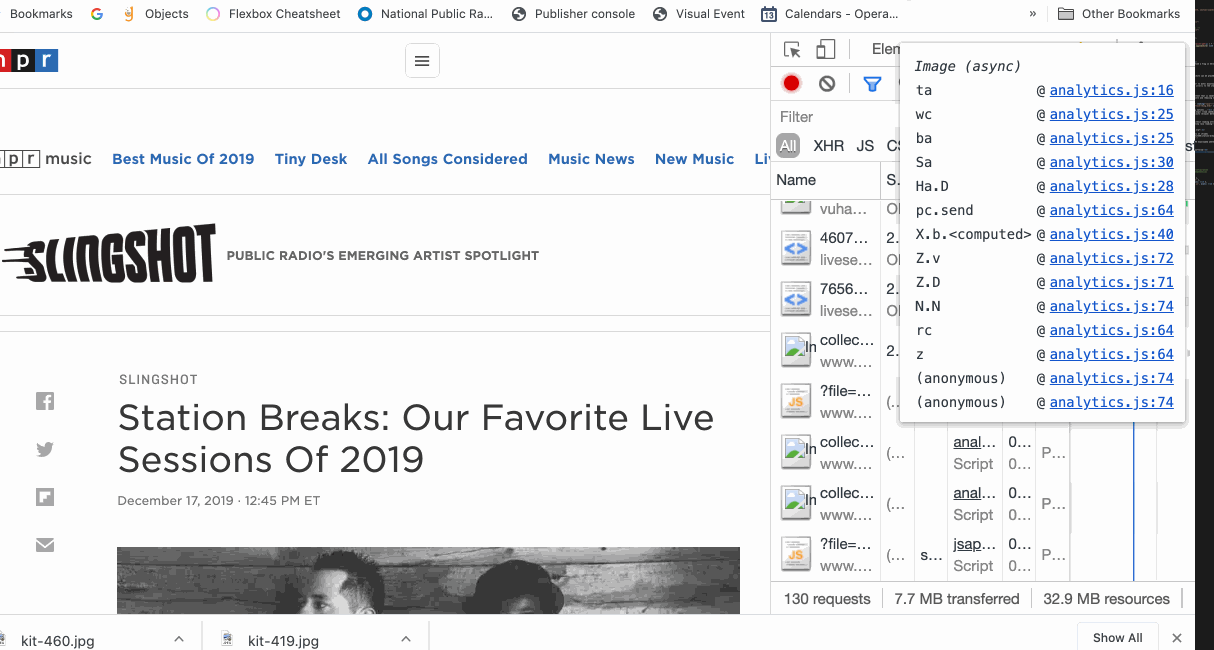 Bookmarks
Objects
Flexbox Cheatsheet
National Public Ra...
Publisher console
Visual Event
13
Calendars - Opera...
»
Other Bookmarks
npr
Image (async)
ta @ analytics.js:16
wc @ analytics.js:25
ba @ analytics.js:25
Sa @ analytics.js:30
Ha.D @ analytics.js:28
pc.send @ analytics.js:64
X.b.<computed> @ analytics.js:40
Z.v @ analytics.js:72
Z.D @ analytics.js:71
N.N @ analytics.js:74
rc @ analytics.js:64
z @ analytics.js:64
(anonymous) @ analytics.js:74
(anonymous) @ analytics.js:74
Filter
All XHR JS
Name S...
pr music Best Music Of 2019 Tiny Desk All Songs Considered Music News New Music
SLINGSHOT PUBLIC RADIO'S EMERGING ARTIST SPOTLIGHT
SLINGSHOT
Station Breaks: Our Favorite Live
Sessions Of 2019
December 17, 2019 · 12:45 PM ET
vuha...
4607... 2...
livese...
7656... 2...
livese...
collec... 2...
www....
JS ?file=... (...
www....
collec... (... anal... 0... P...
www.... Script 0...
collec... (... anal... 0... P...
www.... Script 0...
JS ?file=... (... s... jsap... 0... P...
www.... Script 0...
130 requests 7.7 MB transferred 32.9 MB resources
kit-460.jpg
kit-419.jpg
Show All